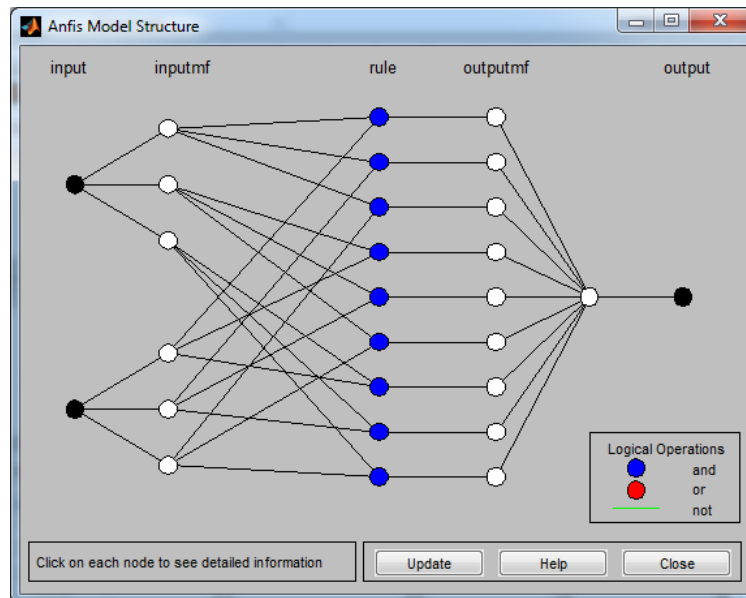 Anfis Model Structure
input inputmf rule outputmf output
Logical Operations
and
or
not
Click on each node to see detailed information
Update Help Close